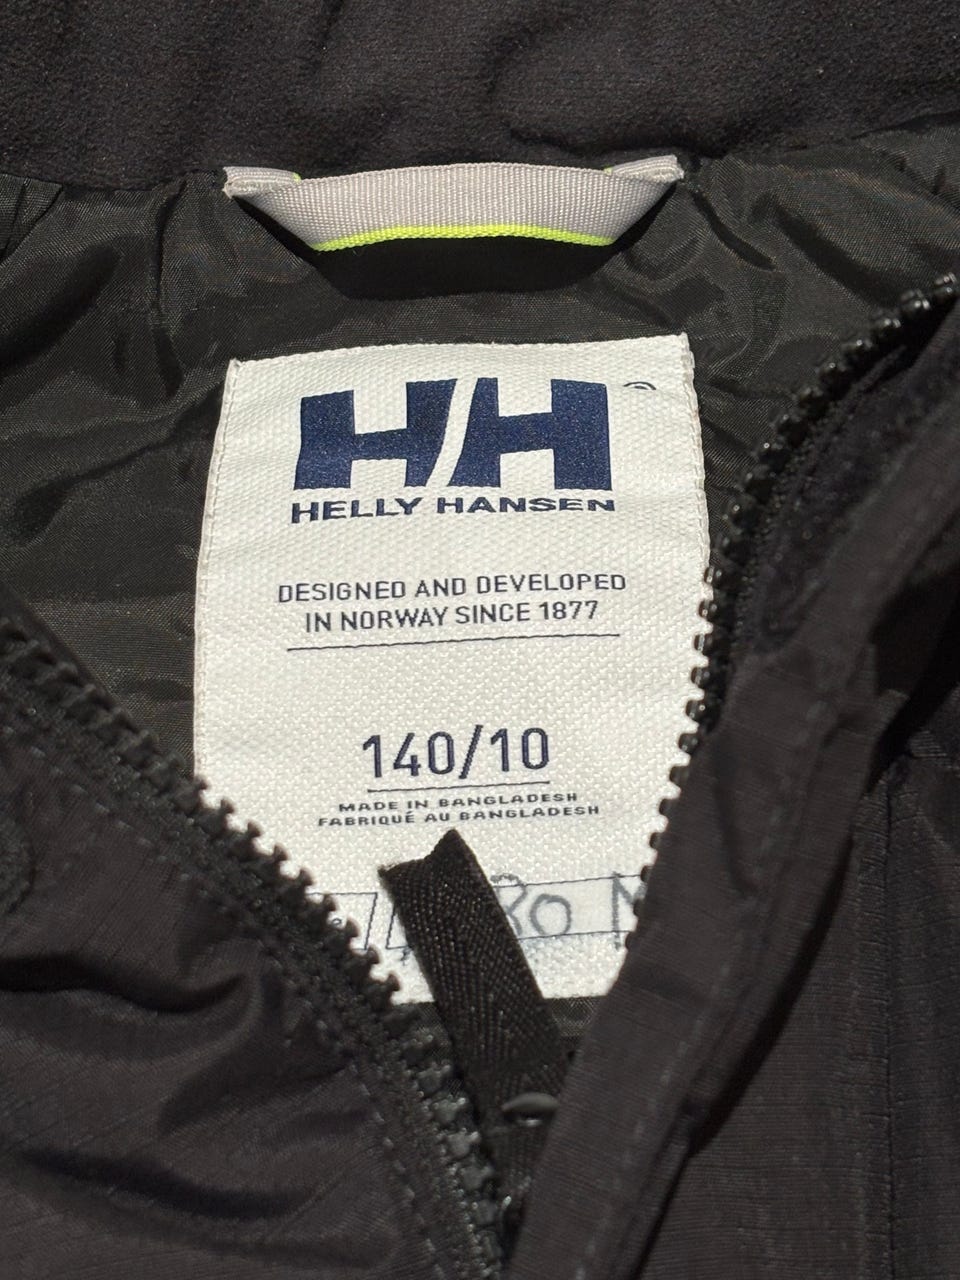 HH
HELLY HANSEN
DESIGNED AND DEVELOPED
IN NORWAY SINCE 1877
140/10
MADE IN BANGLADESH
FABRIQUÉ AU BANGLADESH